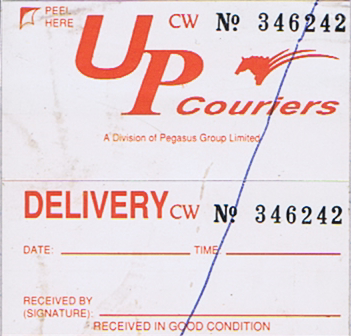 PEEL
HERE
CW Nº 346242
UP
Couriers
A Division of Pegasus Group Limited
DELIVERY CW Nº 346242
DATE: TIME:
RECEIVED BY
(SIGNATURE):
RECEIVED IN GOOD CONDITION